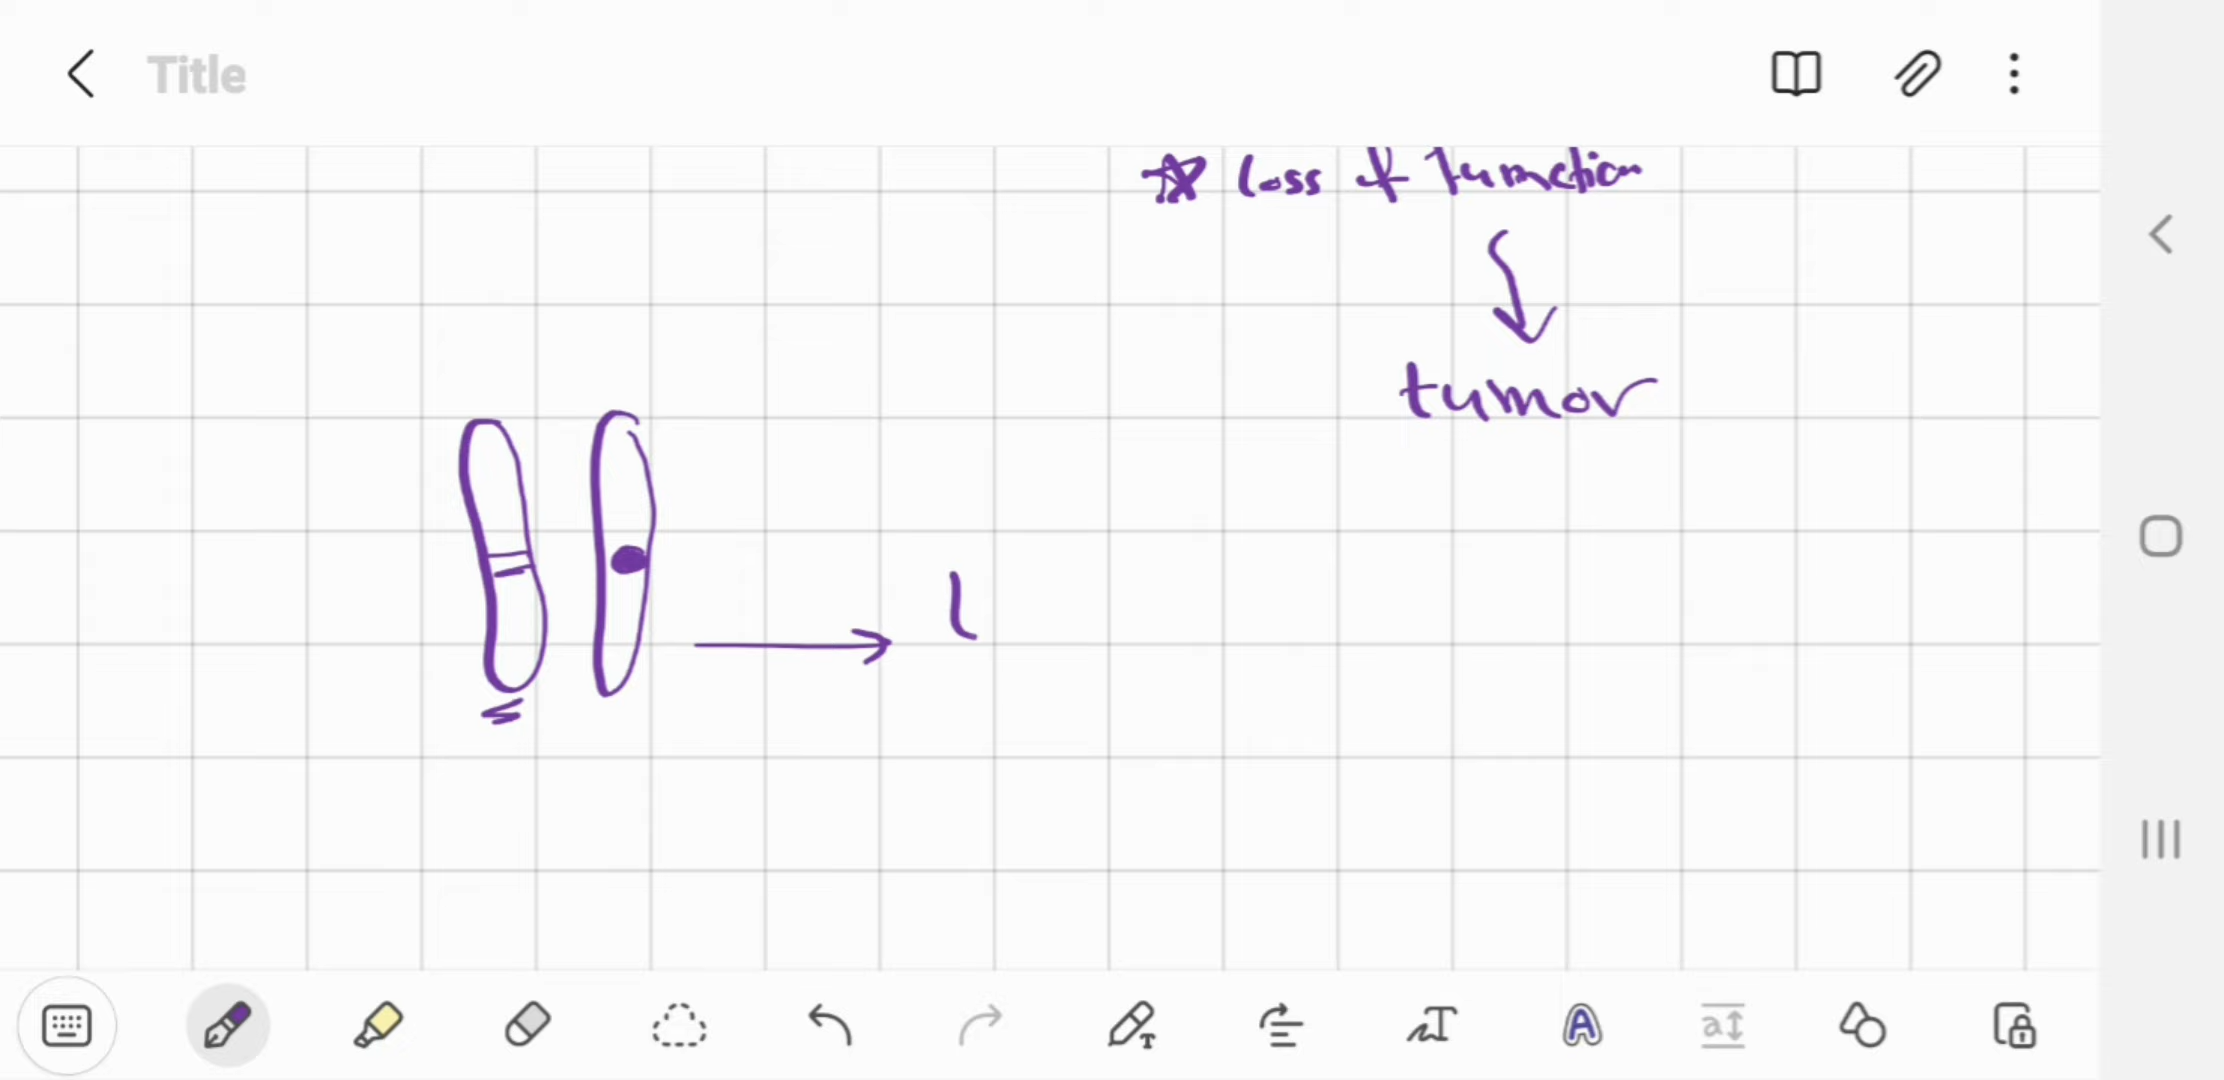 Title
☆ Loss of function
tumor
L